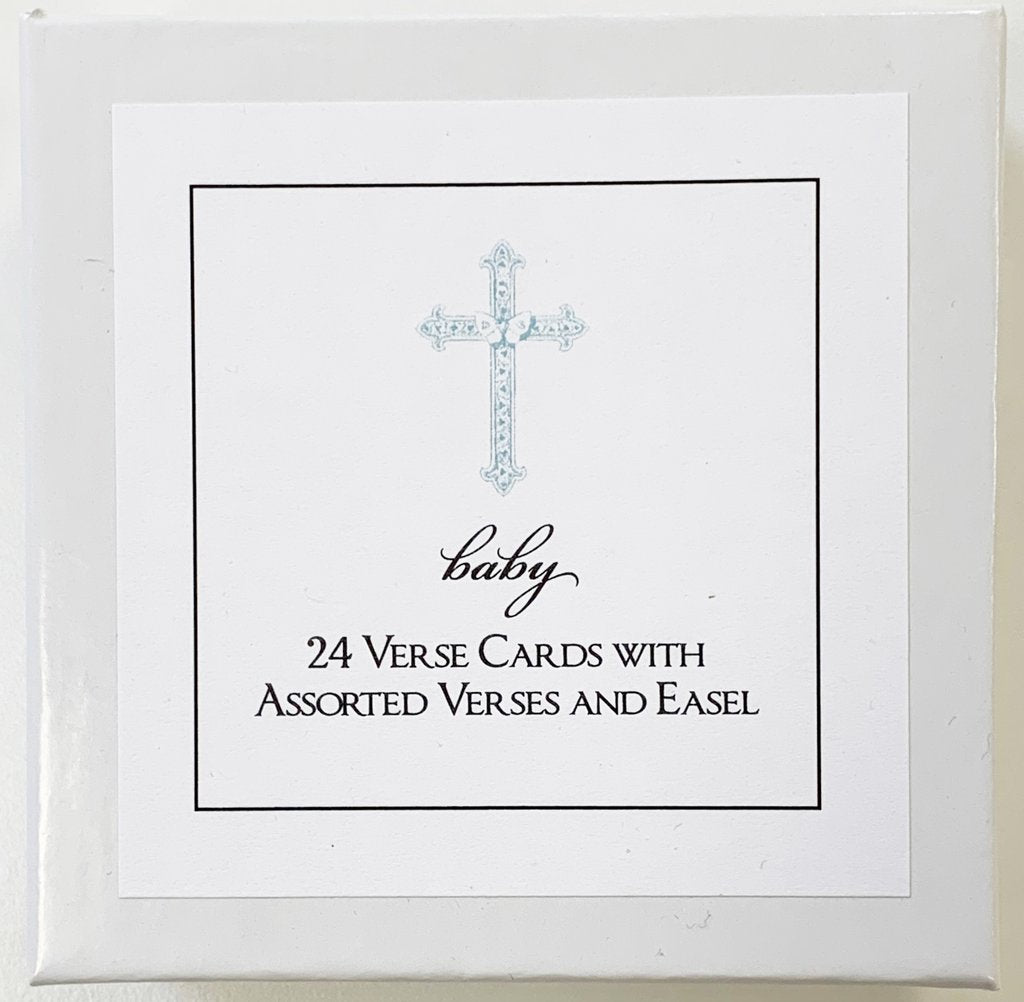 baby
24 Verse Cards with
Assorted Verses and Easel